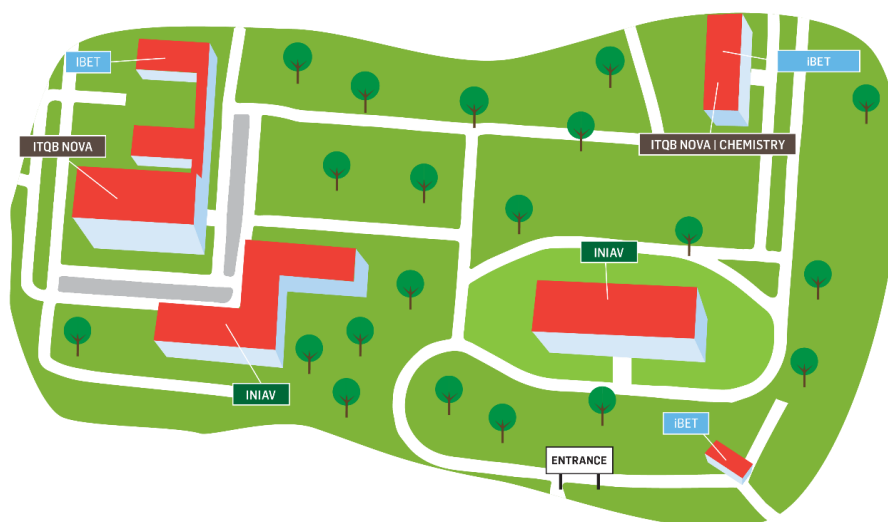 iBET
iBET
ITQB NOVA
ITQB NOVA | CHEMISTRY
INIAV
INIAV
iBET
ENTRANCE